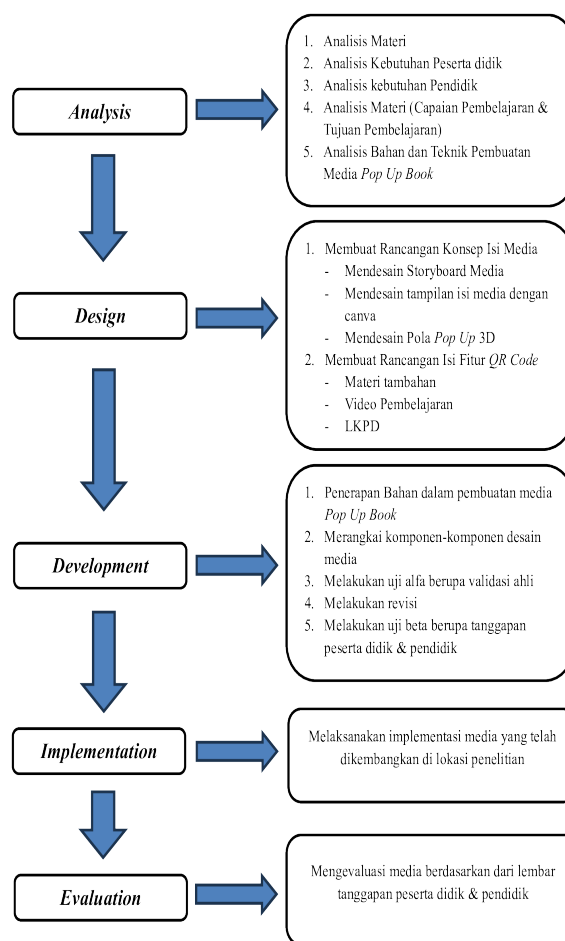 Analysis
1. Analisis Materi
2. Analisis Kebutuhan Peserta didik
3. Analisis kebutuhan Pendidik
4. Analisis Materi (Capaian Pembelajaran &
Tujuan Pembelajaran)
5. Analisis Bahan dan Teknik Pembuatan
Media Pop Up Book
Design
1. Membuat Rancangan Konsep Isi Media
- Mendesain Storyboard Media
- Mendesain tampilan isi media dengan
canva
- Mendesain Pola Pop Up 3D
2. Membuat Rancangan Isi Fitur QR Code
- Materi tambahan
- Video Pembelajaran
- LKPD
Development
1. Penerapan Bahan dalam pembuatan media
Pop Up Book
2. Merangkai komponen-komponen desain
media
3. Melakukan uji alfa berupa validasi ahli
4. Melakukan revisi
5. Melakukan uji beta berupa tanggapan
peserta didik & pendidik
Implementation
Melaksanakan implementasi media yang telah
dikembangkan di lokasi penelitian
Evaluation
Mengevaluasi media berdasarkan dari lembar
tanggapan peserta didik & pendidik